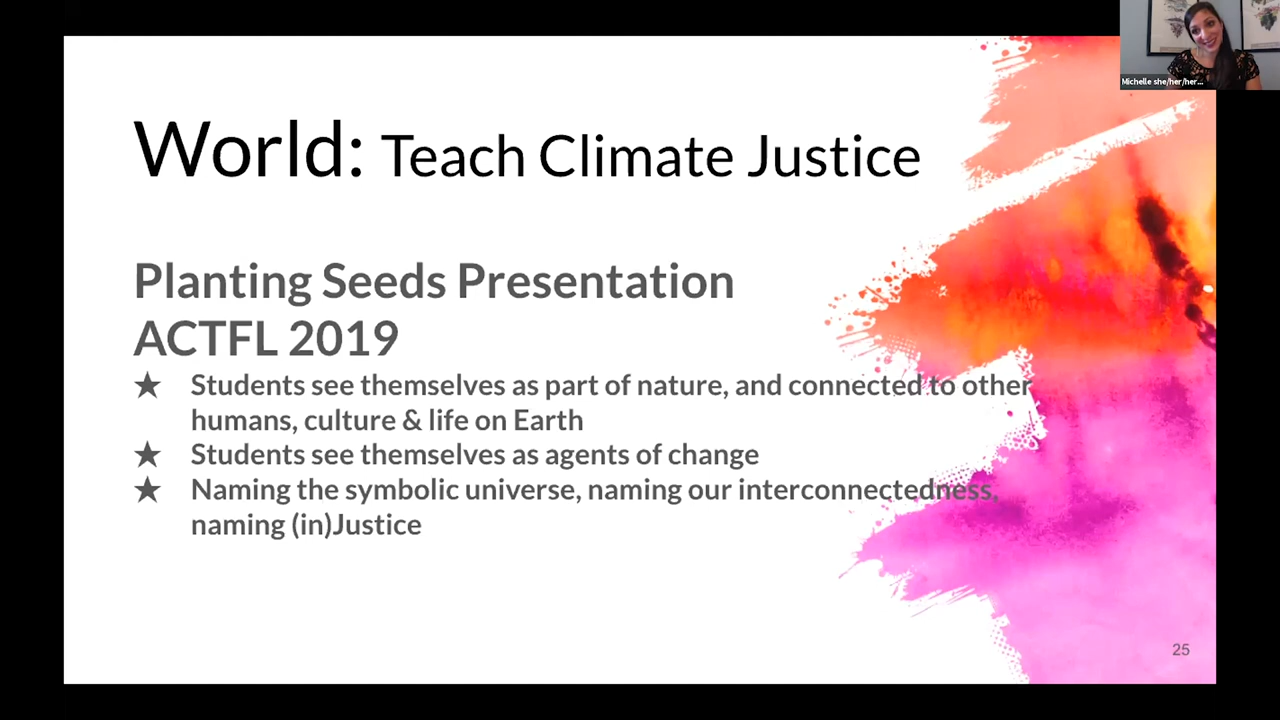 Michelle she/her/her...
World: Teach Climate Justice
Planting Seeds Presentation
ACTFL 2019
★ Students see themselves as part of nature, and connected to other
humans, culture & life on Earth
★ Students see themselves as agents of change
★ Naming the symbolic universe, naming our interconnectedness,
naming (in)Justice
25